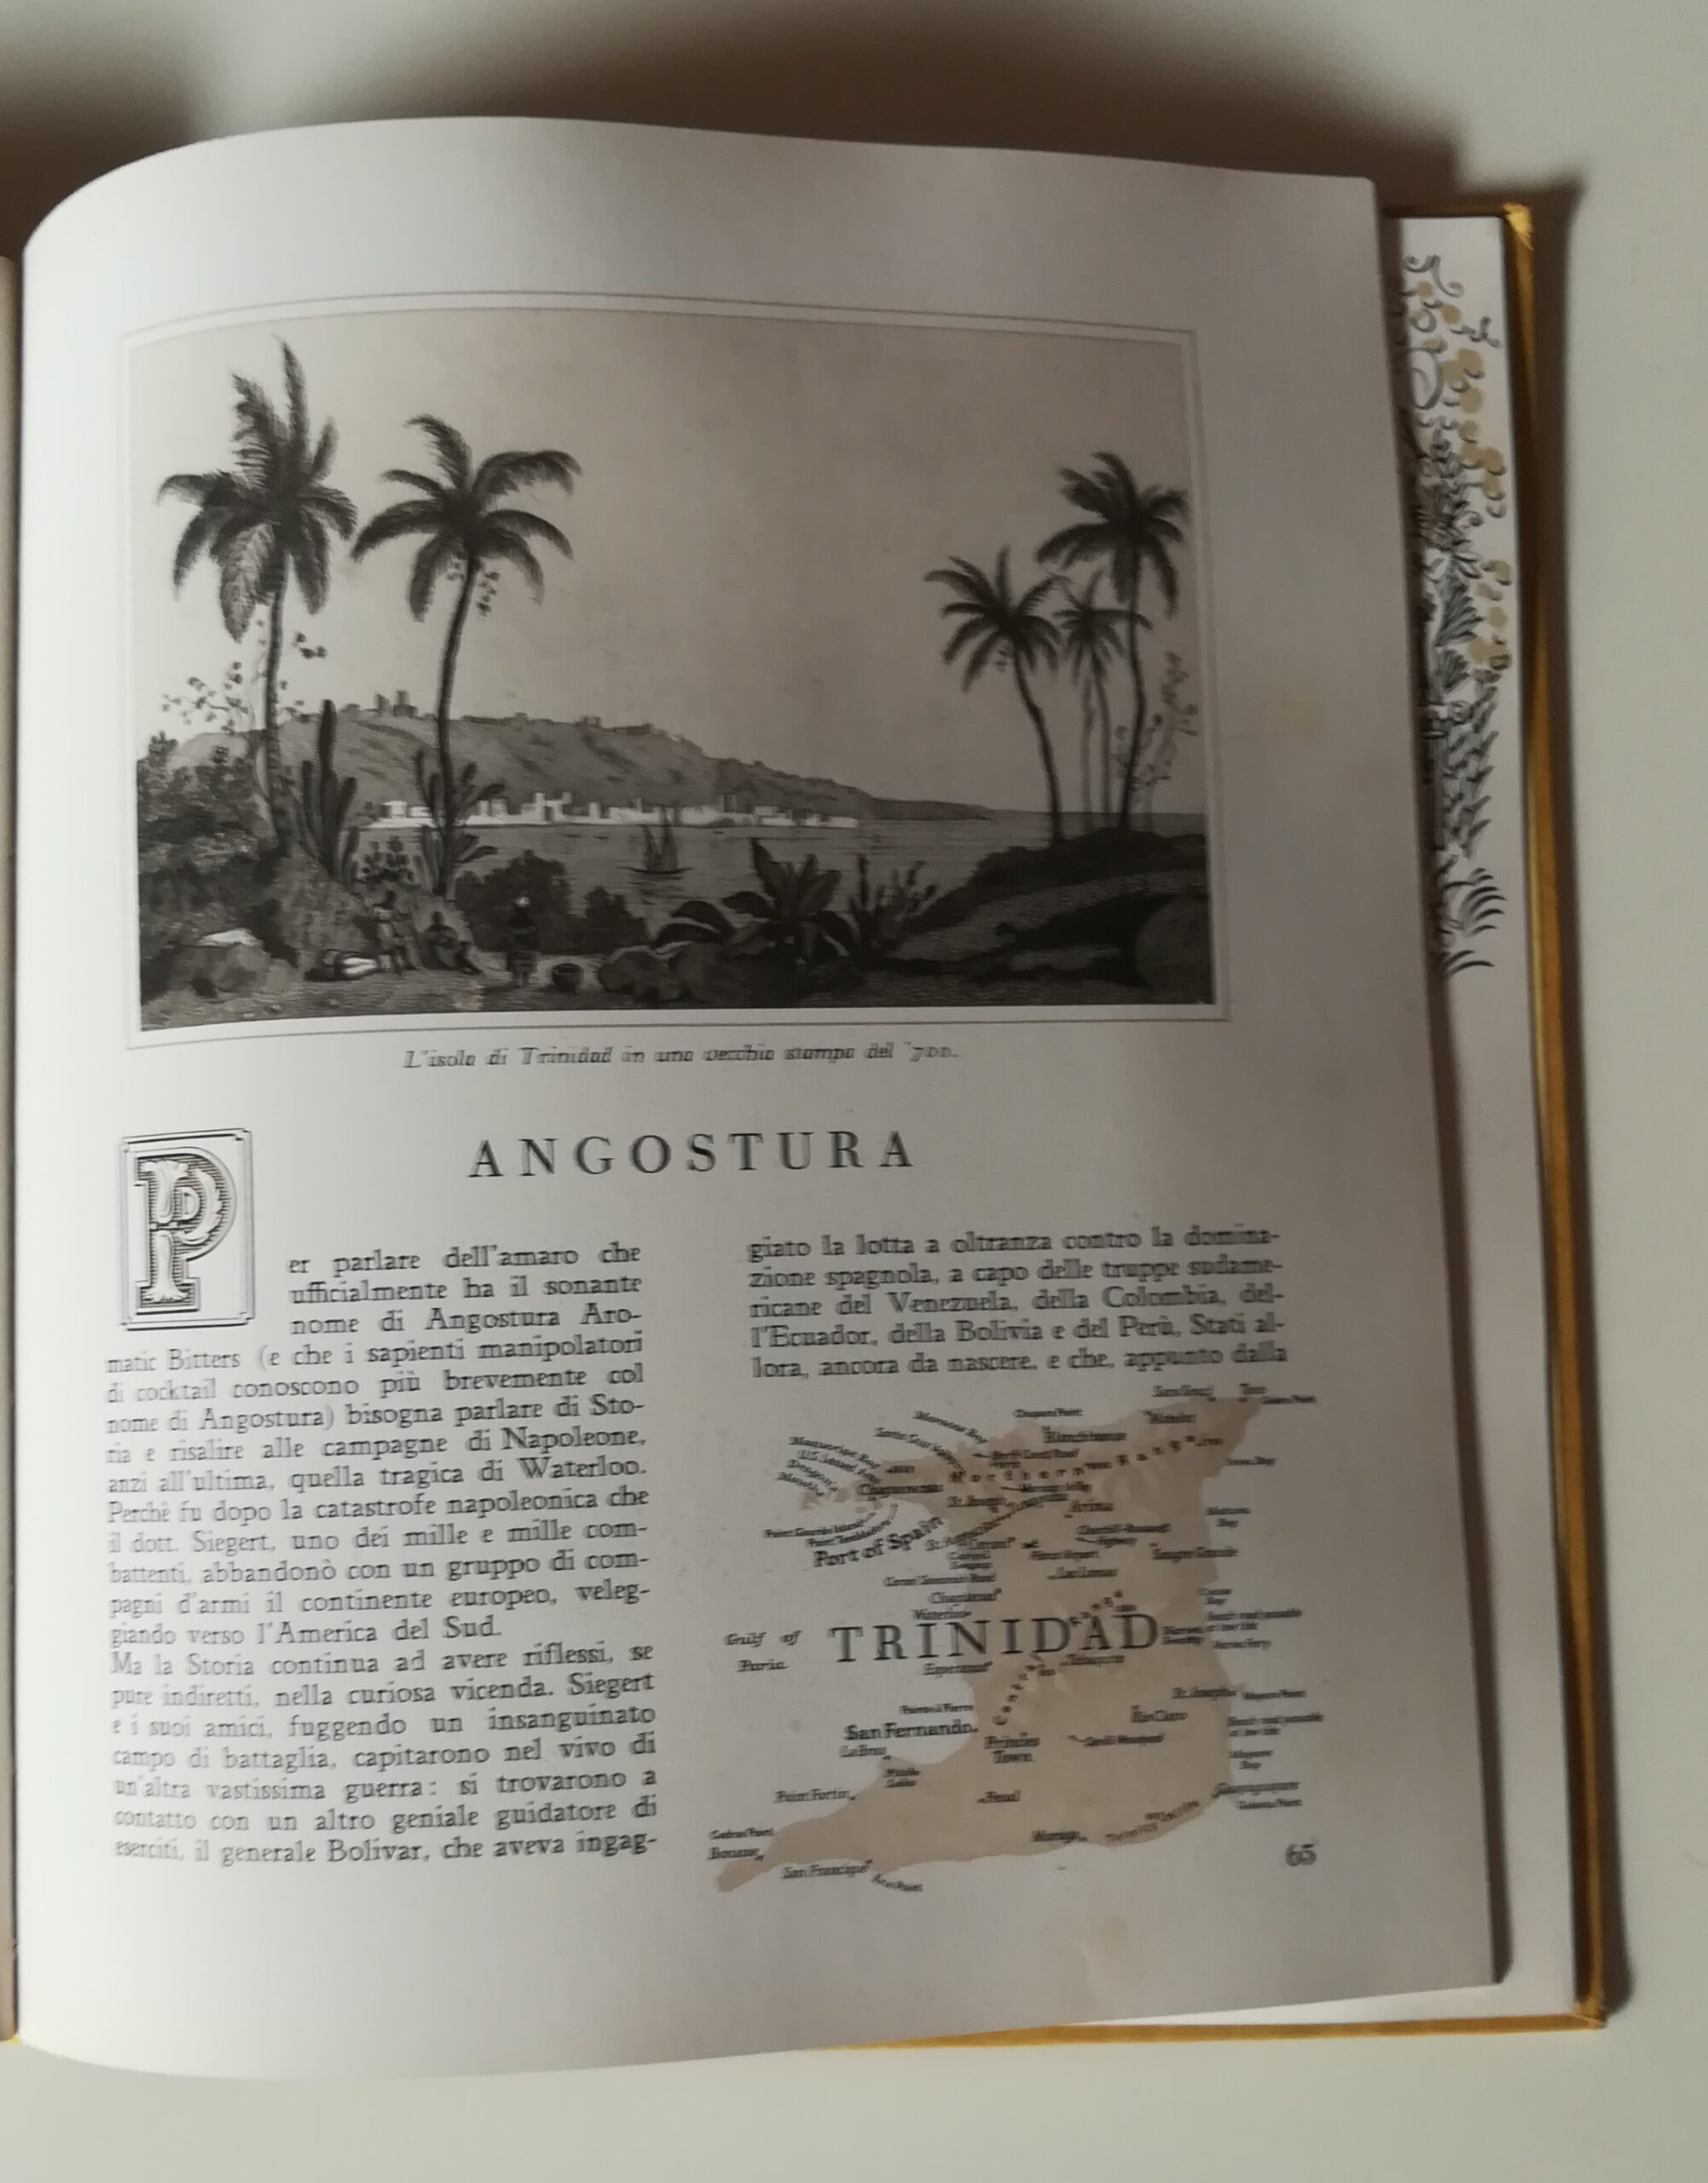 L'isola di Trinidad in una vecchia stampa del '700.
ANGOSTURA
Per parlare dell'amaro che
ufficialmente ha il sonante
nome di Angostura Aro-
matic Bitters (e che i sapienti manipolatori
di cocktail conoscono più brevemente col
nome di Angostura) bisogna parlare di Sto-
ria e risalire alle campagne di Napoleone,
anzi all'ultima, quella tragica di Waterloo.
Perchè fu dopo la catastrofe napoleonica che
il dott. Siegert, uno dei mille e mille com-
battenti, abbandonò con un gruppo di com-
pagni d'armi il continente europeo, veleg-
giando verso l'America del Sud.
Ma la Storia continua ad avere riflessi, se
pure indiretti, nella curiosa vicenda. Siegert
e i suoi amici, fuggendo un insanguinato
campo di battaglia, capitarono nel vivo di
un'altra vastissima guerra: si trovarono a
contatto con un altro geniale guidatore di
eserciti, il generale Bolivar, che aveva ingag-
giato la lotta a oltranza contro la domina-
zione spagnola, a capo delle truppe sudame-
ricane del Venezuela, della Colombia, del-
l'Ecuador, della Bolivia e del Perù, Stati al-
lora, ancora da nascere, e che, appunto dalla
Northern Range
Port of Spain
Gulf of
Paria
TRINIDAD
San Fernando
Princes
Town
La Brea
Point Fortin
San Francique
65